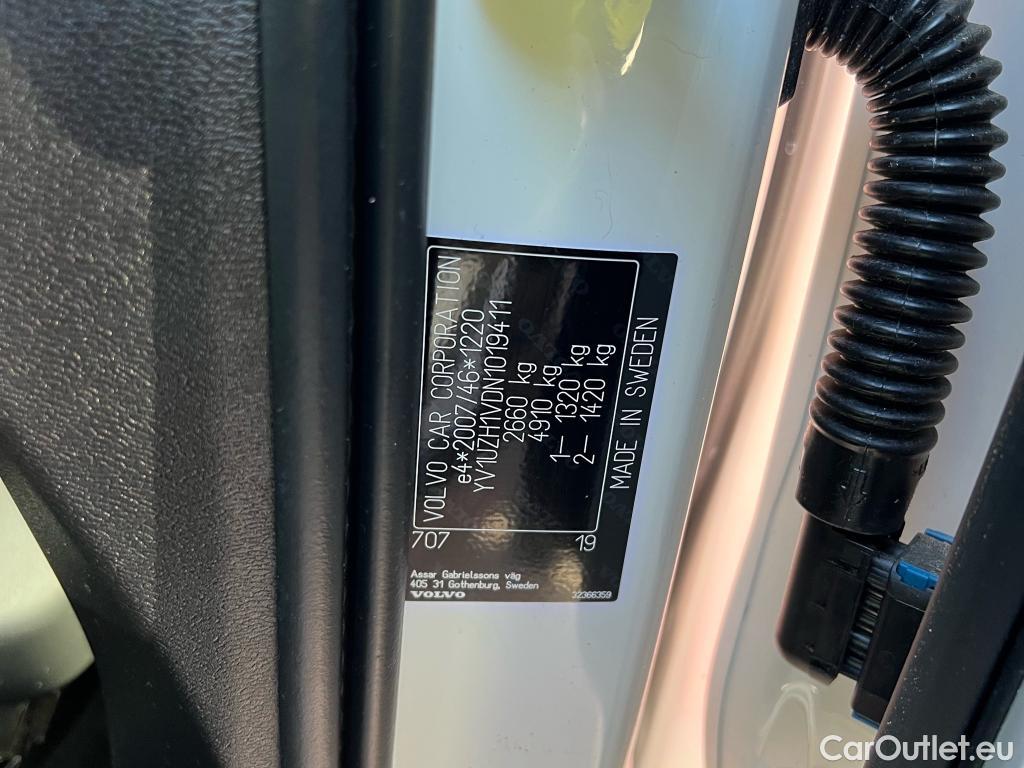 VOLVO CAR CORPORATION
e4*2007/46*1220
YV1UZH1VDN1019411
2660 kg
4910 kg
1— 1320 kg
2— 1420 kg
MADE IN SWEDEN
707
19
Assar Gabrielssons väg
405 31 Gothenburg, Sweden
VOLVO
32366359
CarOutlet.eu